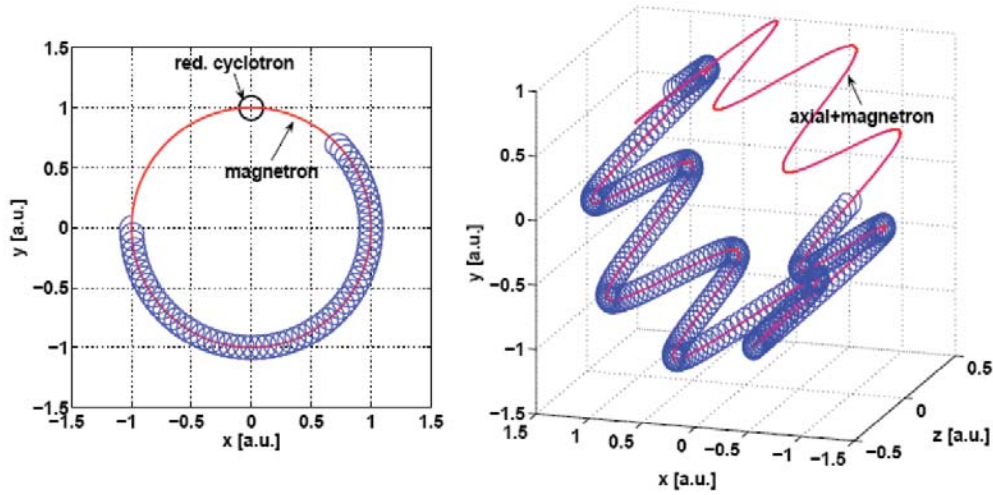 1.5
red. cyclotron
1
magnetron
0.5
0
−0.5
−1
−1.5
−1.5 −1 −0.5 0 0.5 1 1.5
x [a.u.]
y [a.u.]
axial+magnetron
1
0.5
0
−0.5
−1
−1.5
y [a.u.]
1.5 1 0.5 0 −0.5 −1 −1.5
x [a.u.]
−0.5 0 0.5
z [a.u.]